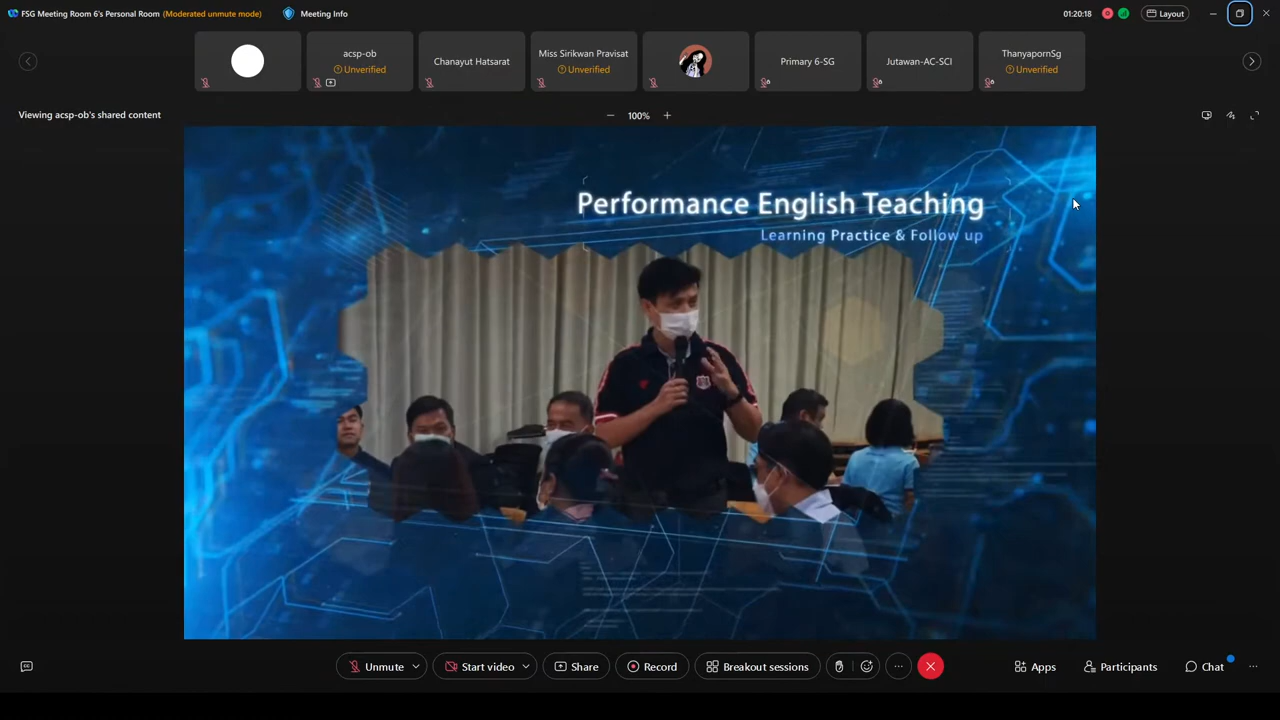 FSG Meeting Room 6's Personal Room (Moderated unmute mode)
Meeting Info
01:20:18
Layout
acsp-ob
Unverified
Chanayut Hatsarat
Miss Sirikwan Pravisat
Unverified
Primary 6-SG
Jutawan-AC-SCI
ThanyapornSg
Unverified
Viewing acsp-ob's shared content
100%
Performance English Teaching
Learning Practice & Follow up
Unmute
Start video
Share
Record
Breakout sessions
Apps
Participants
Chat